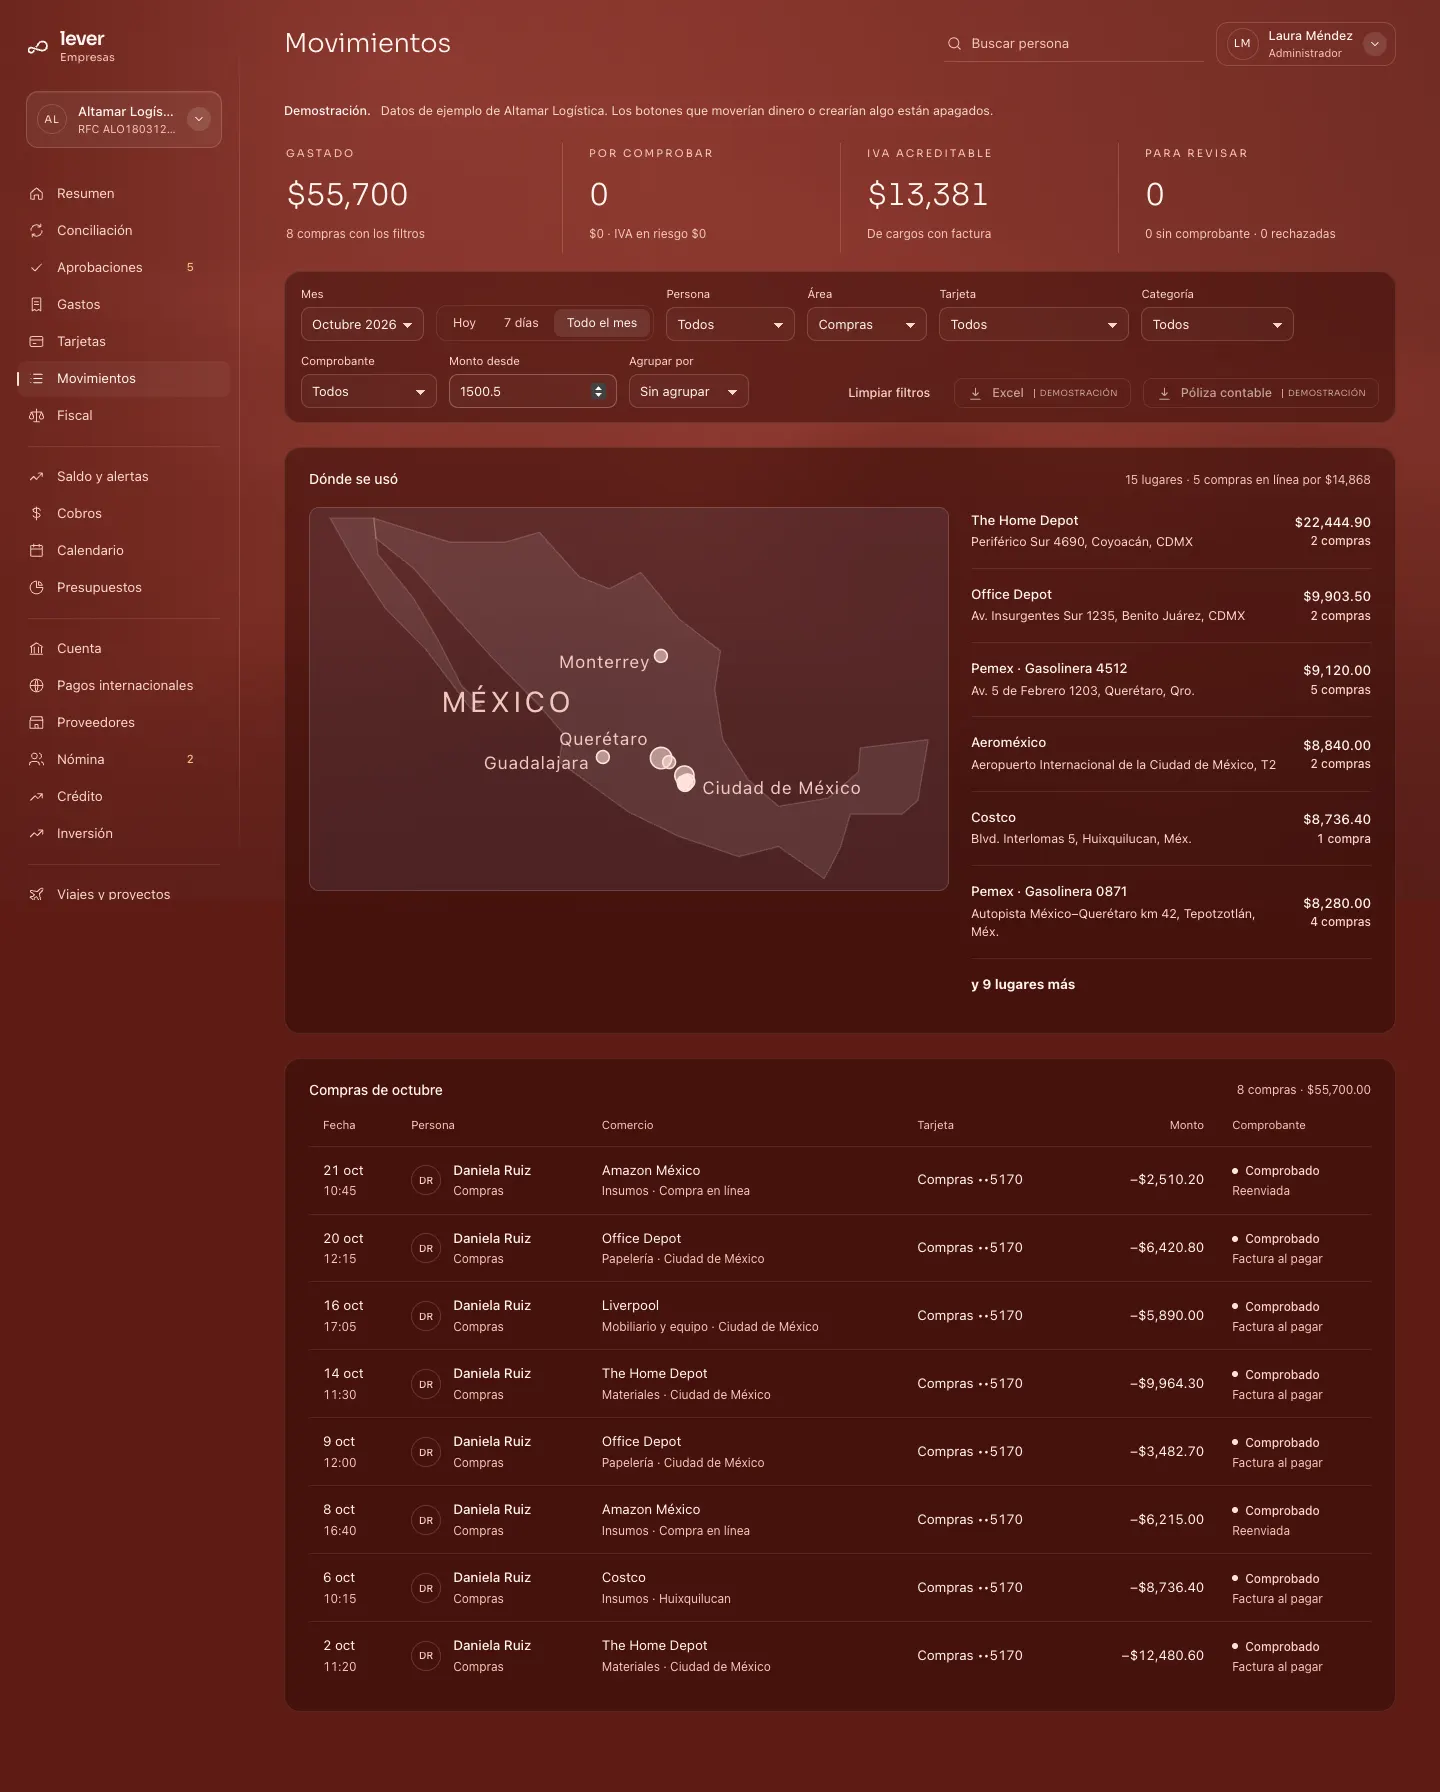 lever
Empresas
AL
Altamar Logís...
RFC ALO180312...
Resumen
Conciliación
Aprobaciones 5
Gastos
Tarjetas
Movimientos
Fiscal
Saldo y alertas
Cobros
Calendario
Presupuestos
Cuenta
Pagos internacionales
Proveedores
Nómina 2
Crédito
Inversión
Viajes y proyectos
Movimientos
Buscar persona
LM
Laura Méndez
Administrador
Demostración. Datos de ejemplo de Altamar Logística. Los botones que moverían dinero o crearían algo están apagados.
GASTADO
$55,700
8 compras con los filtros
POR COMPROBAR
0
$0 · IVA en riesgo $0
IVA ACREDITABLE
$13,381
De cargos con factura
PARA REVISAR
0
0 sin comprobante · 0 rechazadas
Mes
Octubre 2026
Hoy 7 días Todo el mes
Persona
Todos
Área
Compras
Tarjeta
Todos
Categoría
Todos
Comprobante
Todos
Monto desde
1500.5
Agrupar por
Sin agrupar
Limpiar filtros
Excel | DEMOSTRACIÓN
Póliza contable | DEMOSTRACIÓN
Dónde se usó
15 lugares · 5 compras en línea por $14,868
Monterrey
MÉXICO
Querétaro
Guadalajara
Ciudad de México
The Home Depot $22,444.90
Periférico Sur 4690, Coyoacán, CDMX 2 compras
Office Depot $9,903.50
Av. Insurgentes Sur 1235, Benito Juárez, CDMX 2 compras
Pemex · Gasolinera 4512 $9,120.00
Av. 5 de Febrero 1203, Querétaro, Qro. 5 compras
Aeroméxico $8,840.00
Aeropuerto Internacional de la Ciudad de México, T2 2 compras
Costco $8,736.40
Blvd. Interlomas 5, Huixquilucan, Méx. 1 compra
Pemex · Gasolinera 0871 $8,280.00
Autopista México–Querétaro km 42, Tepotzotlán, 4 compras
Méx.
y 9 lugares más
Compras de octubre 8 compras · $55,700.00
Fecha Persona Comercio Tarjeta Monto Comprobante
21 oct DR Daniela Ruiz Amazon México Compras ··5170 −$2,510.20 Comprobado
10:45 Compras Insumos · Compra en línea Reenviada
20 oct DR Daniela Ruiz Office Depot Compras ··5170 −$6,420.80 Comprobado
12:15 Compras Papelería · Ciudad de México Factura al pagar
16 oct DR Daniela Ruiz Liverpool Compras ··5170 −$5,890.00 Comprobado
17:05 Compras Mobiliario y equipo · Ciudad de México Factura al pagar
14 oct DR Daniela Ruiz The Home Depot Compras ··5170 −$9,964.30 Comprobado
11:30 Compras Materiales · Ciudad de México Factura al pagar
9 oct DR Daniela Ruiz Office Depot Compras ··5170 −$3,482.70 Comprobado
12:00 Compras Papelería · Ciudad de México Factura al pagar
8 oct DR Daniela Ruiz Amazon México Compras ··5170 −$6,215.00 Comprobado
16:40 Compras Insumos · Compra en línea Reenviada
6 oct DR Daniela Ruiz Costco Compras ··5170 −$8,736.40 Comprobado
10:15 Compras Insumos · Huixquilucan Factura al pagar
2 oct DR Daniela Ruiz The Home Depot Compras ··5170 −$12,480.60 Comprobado
11:20 Compras Materiales · Ciudad de México Factura al pagar